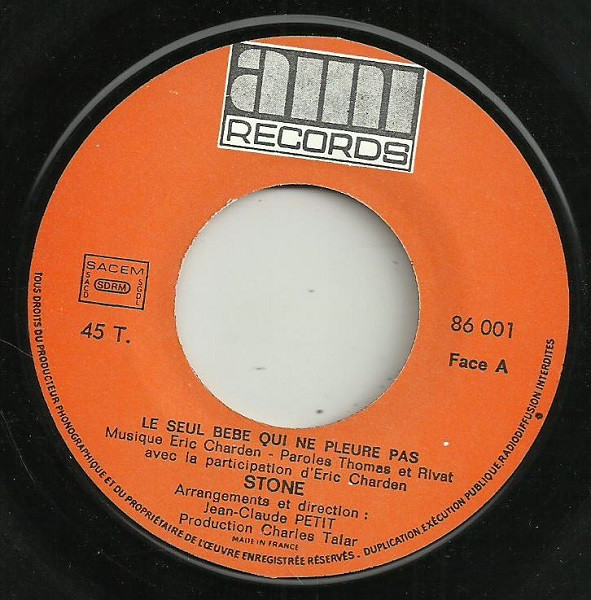 ami
RECORDS
SACEM
SACD
SDRM
SGDL
45 T.
86 001
Face A
LE SEUL BEBE QUI NE PLEURE PAS
Musique Eric Charden - Paroles Thomas et Rivat
avec la participation d'Eric Charden
STONE
Arrangements et direction :
Jean-Claude PETIT
Production Charles Talar
MADE IN FRANCE
TOUS DROITS DU PRODUCTEUR PHONOGRAPHIQUE ET DU PROPRIÉTAIRE DE L'ŒUVRE ENREGISTRÉE RÉSERVÉS. DUPLICATION, EXÉCUTION PUBLIQUE, RADIODIFFUSION INTERDITES